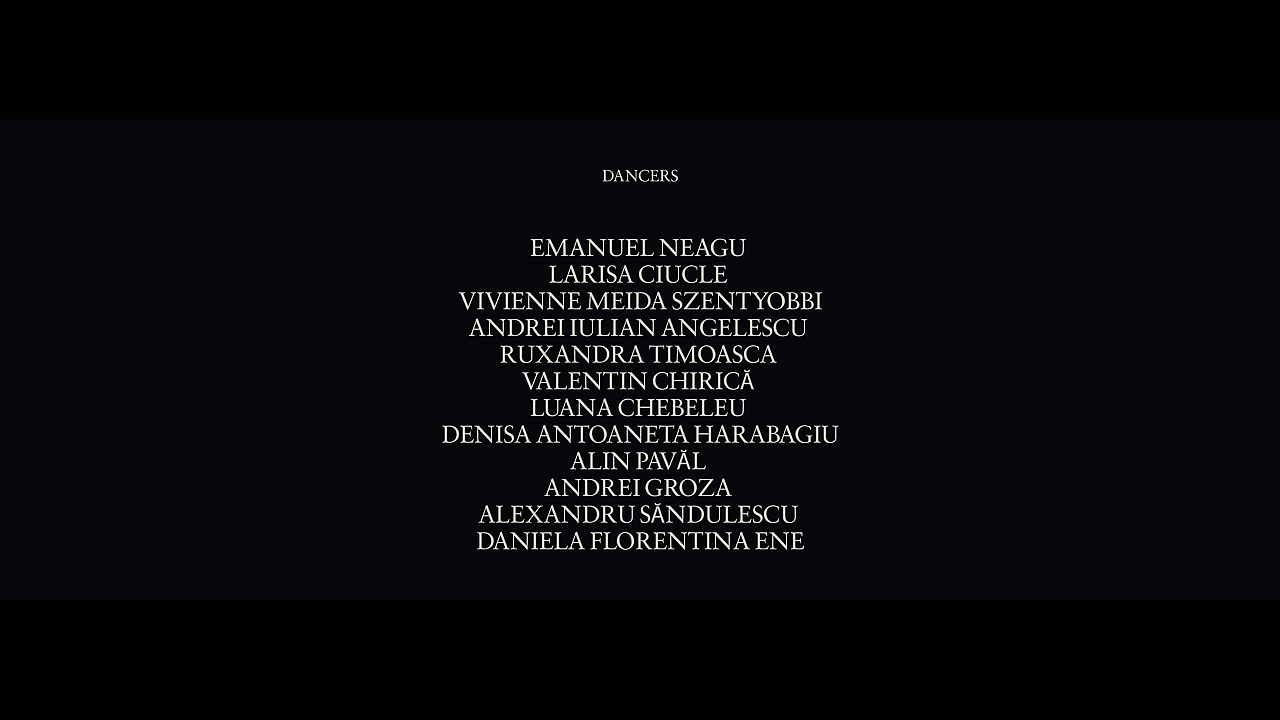 DANCERS
EMANUEL NEAGU
LARISA CIUCLE
VIVIENNE MEIDA SZENTYOBBI
ANDREI IULIAN ANGELESCU
RUXANDRA TIMOASCA
VALENTIN CHIRICĂ
LUANA CHEBELEU
DENISA ANTOANETA HARABAGIU
ALIN PAVĂL
ANDREI GROZA
ALEXANDRU SĂNDULESCU
DANIELA FLORENTINA ENE